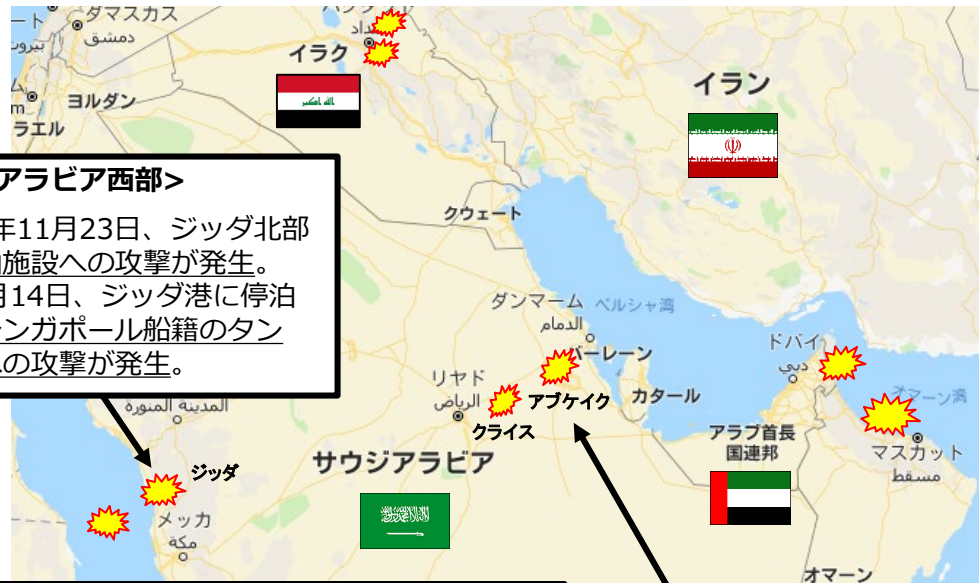 ダマスカス
دمشق
イラク
イラン
ヨルダン
ラエル
アラビア西部>
年11月23日、ジッダ北部
施設への攻撃が発生。
月14日、ジッダ港に停泊
ンガポール船籍のタン
の攻撃が発生。
クウェート
ダンマーム
الدمام
ペルシャ湾
バーレーン
ドバイ
دبي
リヤド
الرياض
アブケイク
カタール
クライス
アラブ首長
国連邦
マスカット
مسقط
المدينة المنورة
サウジアラビア
ジッダ
メッカ
مكة
オマーン